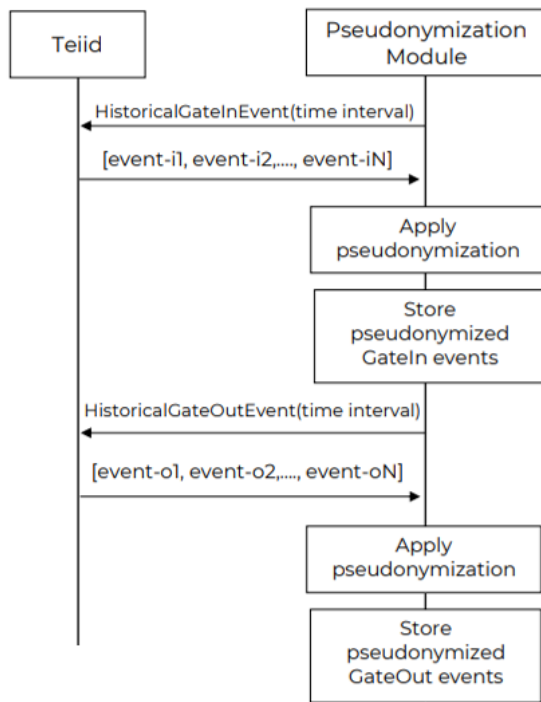 Teiid
Pseudonymization
Module
HistoricalGateInEvent(time interval)
[event-i1, event-i2,...., event-iN]
Apply
pseudonymization
Store
pseudonymized
GateIn events
HistoricalGateOutEvent(time interval)
[event-o1, event-o2,...., event-oN]
Apply
pseudonymization
Store
pseudonymized
GateOut events